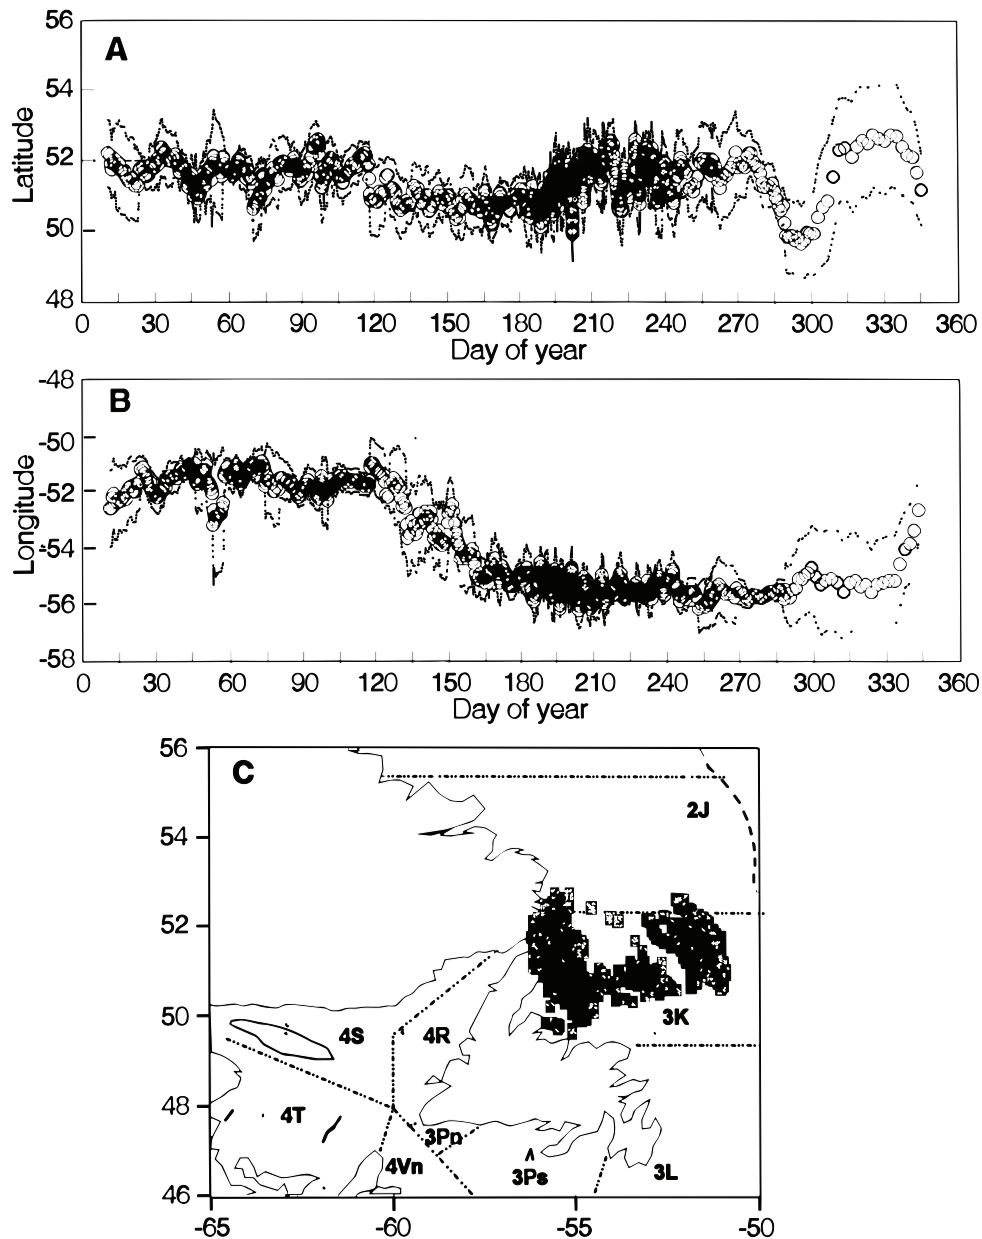 56
A
54
52
50
48
Latitude
0 30 60 90 120 150 180 210 240 270 300 330 360
Day of year
-48
B
-50
-52
-54
-56
-58
Longitude
0 30 60 90 120 150 180 210 240 270 300 330 360
Day of year
56
C
2J
54
52
50
3K
4S 4R
48
4T
3Pn
4Vn
3Ps
3L
46
-65 -60 -55 -50